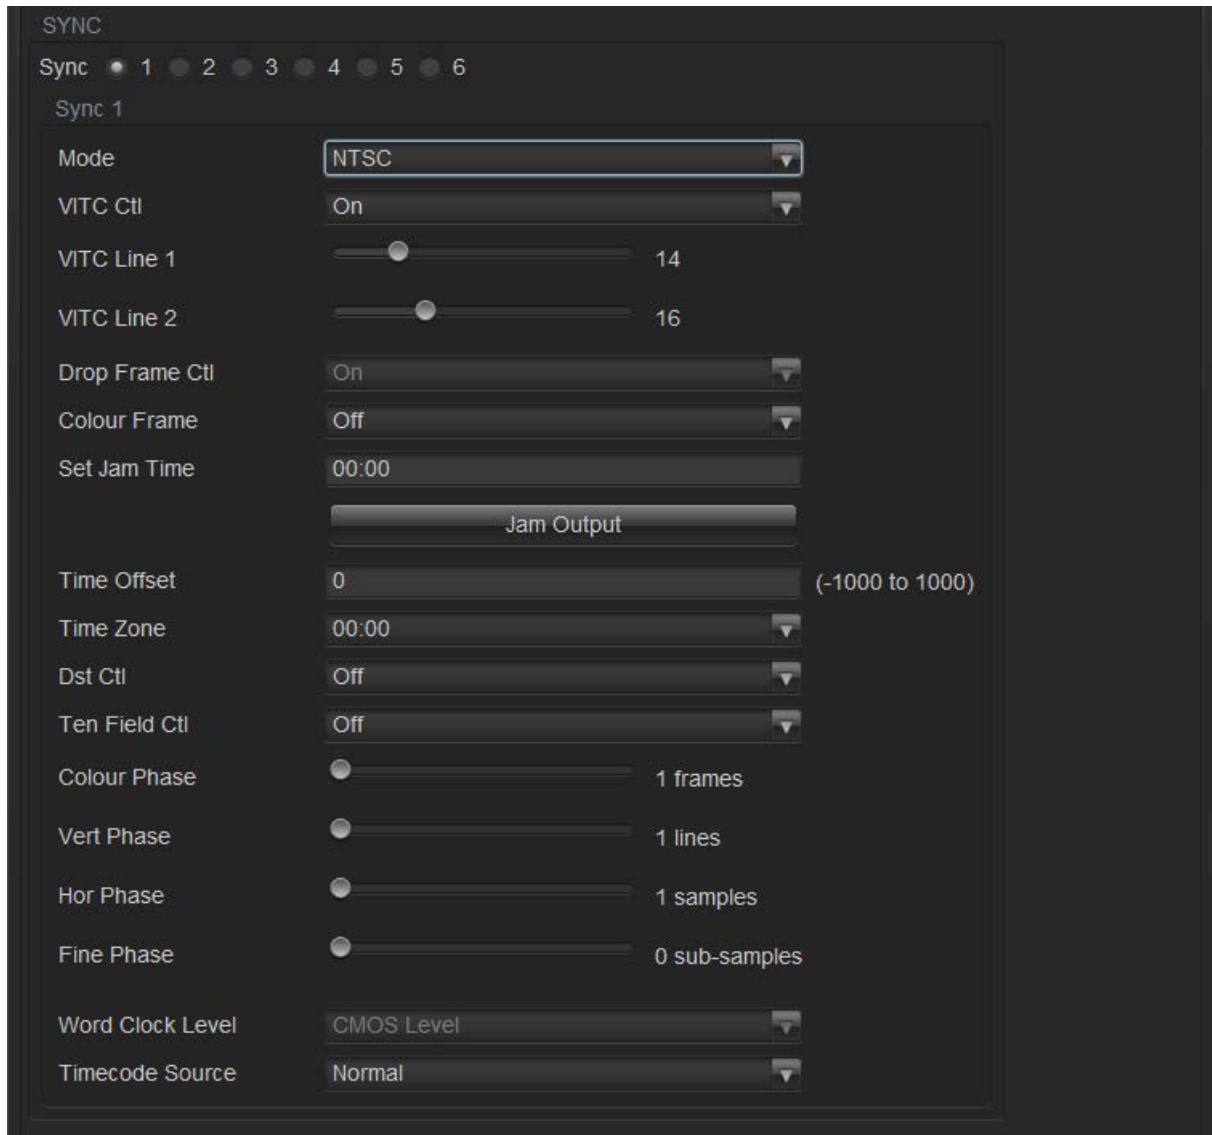 SYNC
Sync 1 2 3 4 5 6
Sync 1
Mode NTSC
VITC Ctl On
VITC Line 1 14
VITC Line 2 16
Drop Frame Ctl On
Colour Frame Off
Set Jam Time 00:00
Jam Output
Time Offset 0 (-1000 to 1000)
Time Zone 00:00
Dst Ctl Off
Ten Field Ctl Off
Colour Phase 1 frames
Vert Phase 1 lines
Hor Phase 1 samples
Fine Phase 0 sub-samples
Word Clock Level CMOS Level
Timecode Source Normal